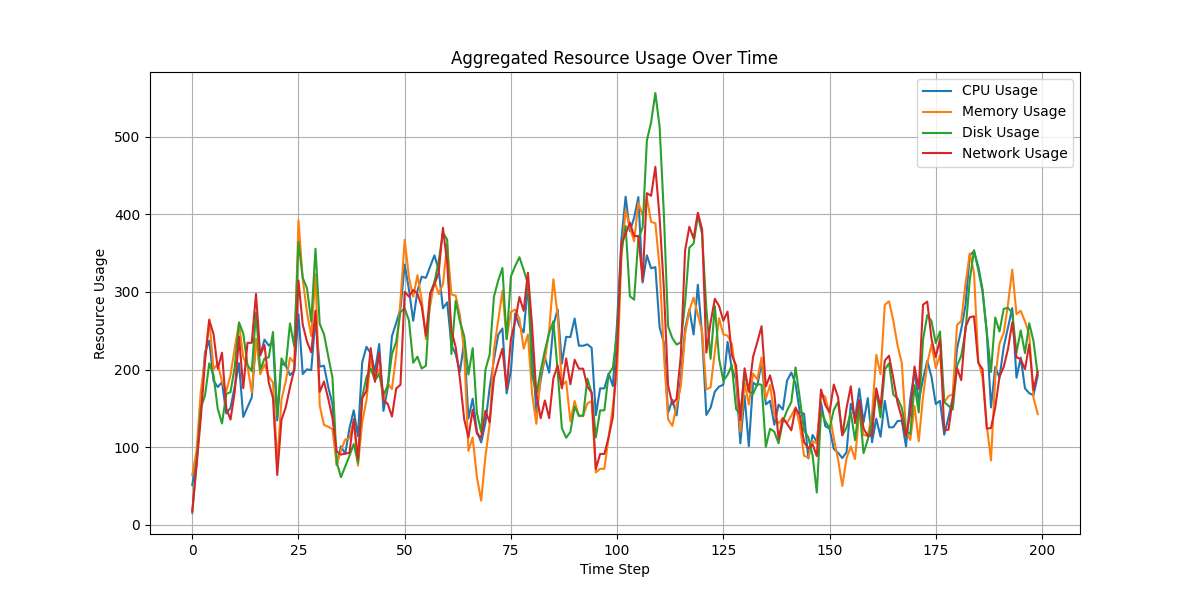 Aggregated Resource Usage Over Time
CPU Usage
Memory Usage
Disk Usage
Network Usage
Resource Usage
500
400
300
200
100
0
0 25 50 75 100 125 150 175 200
Time Step